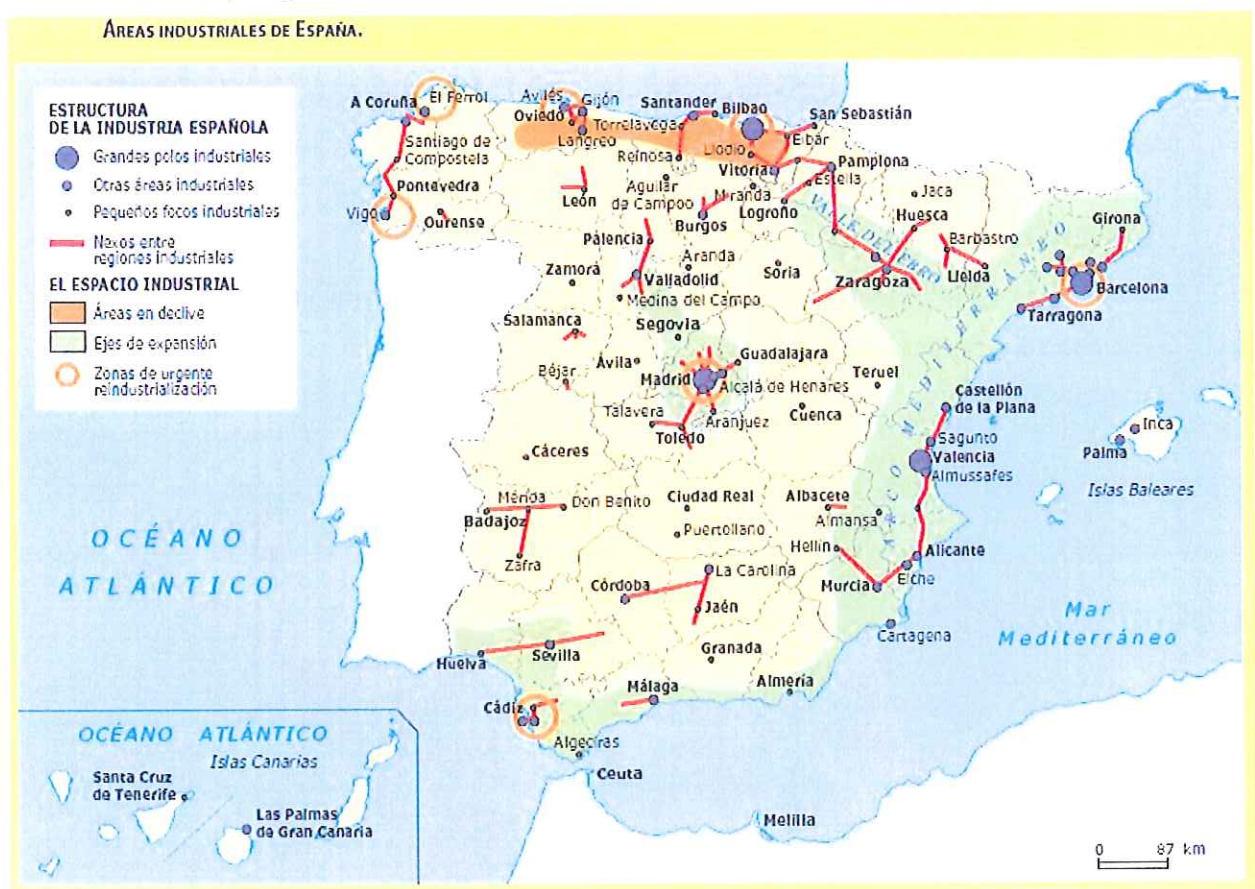 ÁREAS INDUSTRIALES DE ESPAÑA.
ESTRUCTURA
DE LA INDUSTRIA ESPAÑOLA
Grandes polos industriales
Otras áreas industriales
Pequeños focos industriales
Nexos entre
regiones industriales
EL ESPACIO INDUSTRIAL
Áreas en declive
Ejes de expansión
Zonas de urgente
reindustrialización
A Coruña
El Ferrol
Santiago de
Compostela
Pontevedra
Vigo
Ourense
Avilés
Gijón
Oviedo
Langreo
Torrelavega
Santander
Bilbao
San Sebastián
Eibar
Llodio
Reinosa
Vitoria
Pamplona
Estella
Aguilar
de Campoo
Miranda
León
Burgos
Logroño
Jaca
Huesca
Barbastro
Girona
VALLE DEL EBRO
Palencia
Aranda
Soria
Zaragoza
Lleida
Barcelona
Tarragona
Zamora
Valladolid
Medina del Campo
Salamanca
Segovia
Ávila
Guadalajara
Madrid
Alcalá de Henares
Béjar
Teruel
Talavera
Aranjuez
Toledo
Cuenca
Castellón
de la Plana
Sagunto
Valencia
Almussafes
ARCO MEDITERRÁNEO
Inca
Palma
Islas Baleares
Cáceres
Mérida
Don Benito
Badajoz
Zafra
Ciudad Real
Puertollano
Albacete
Almansa
Hellín
Alicante
Elche
Murcia
Cartagena
OCÉANO
ATLÁNTICO
Córdoba
La Carolina
Jaén
Mar
Mediterráneo
Huelva
Sevilla
Granada
Almería
Málaga
Cádiz
Algeciras
Ceuta
Melilla
OCÉANO ATLÁNTICO
Islas Canarias
Santa Cruz
de Tenerife
Las Palmas
de Gran Canaria
0 87 km